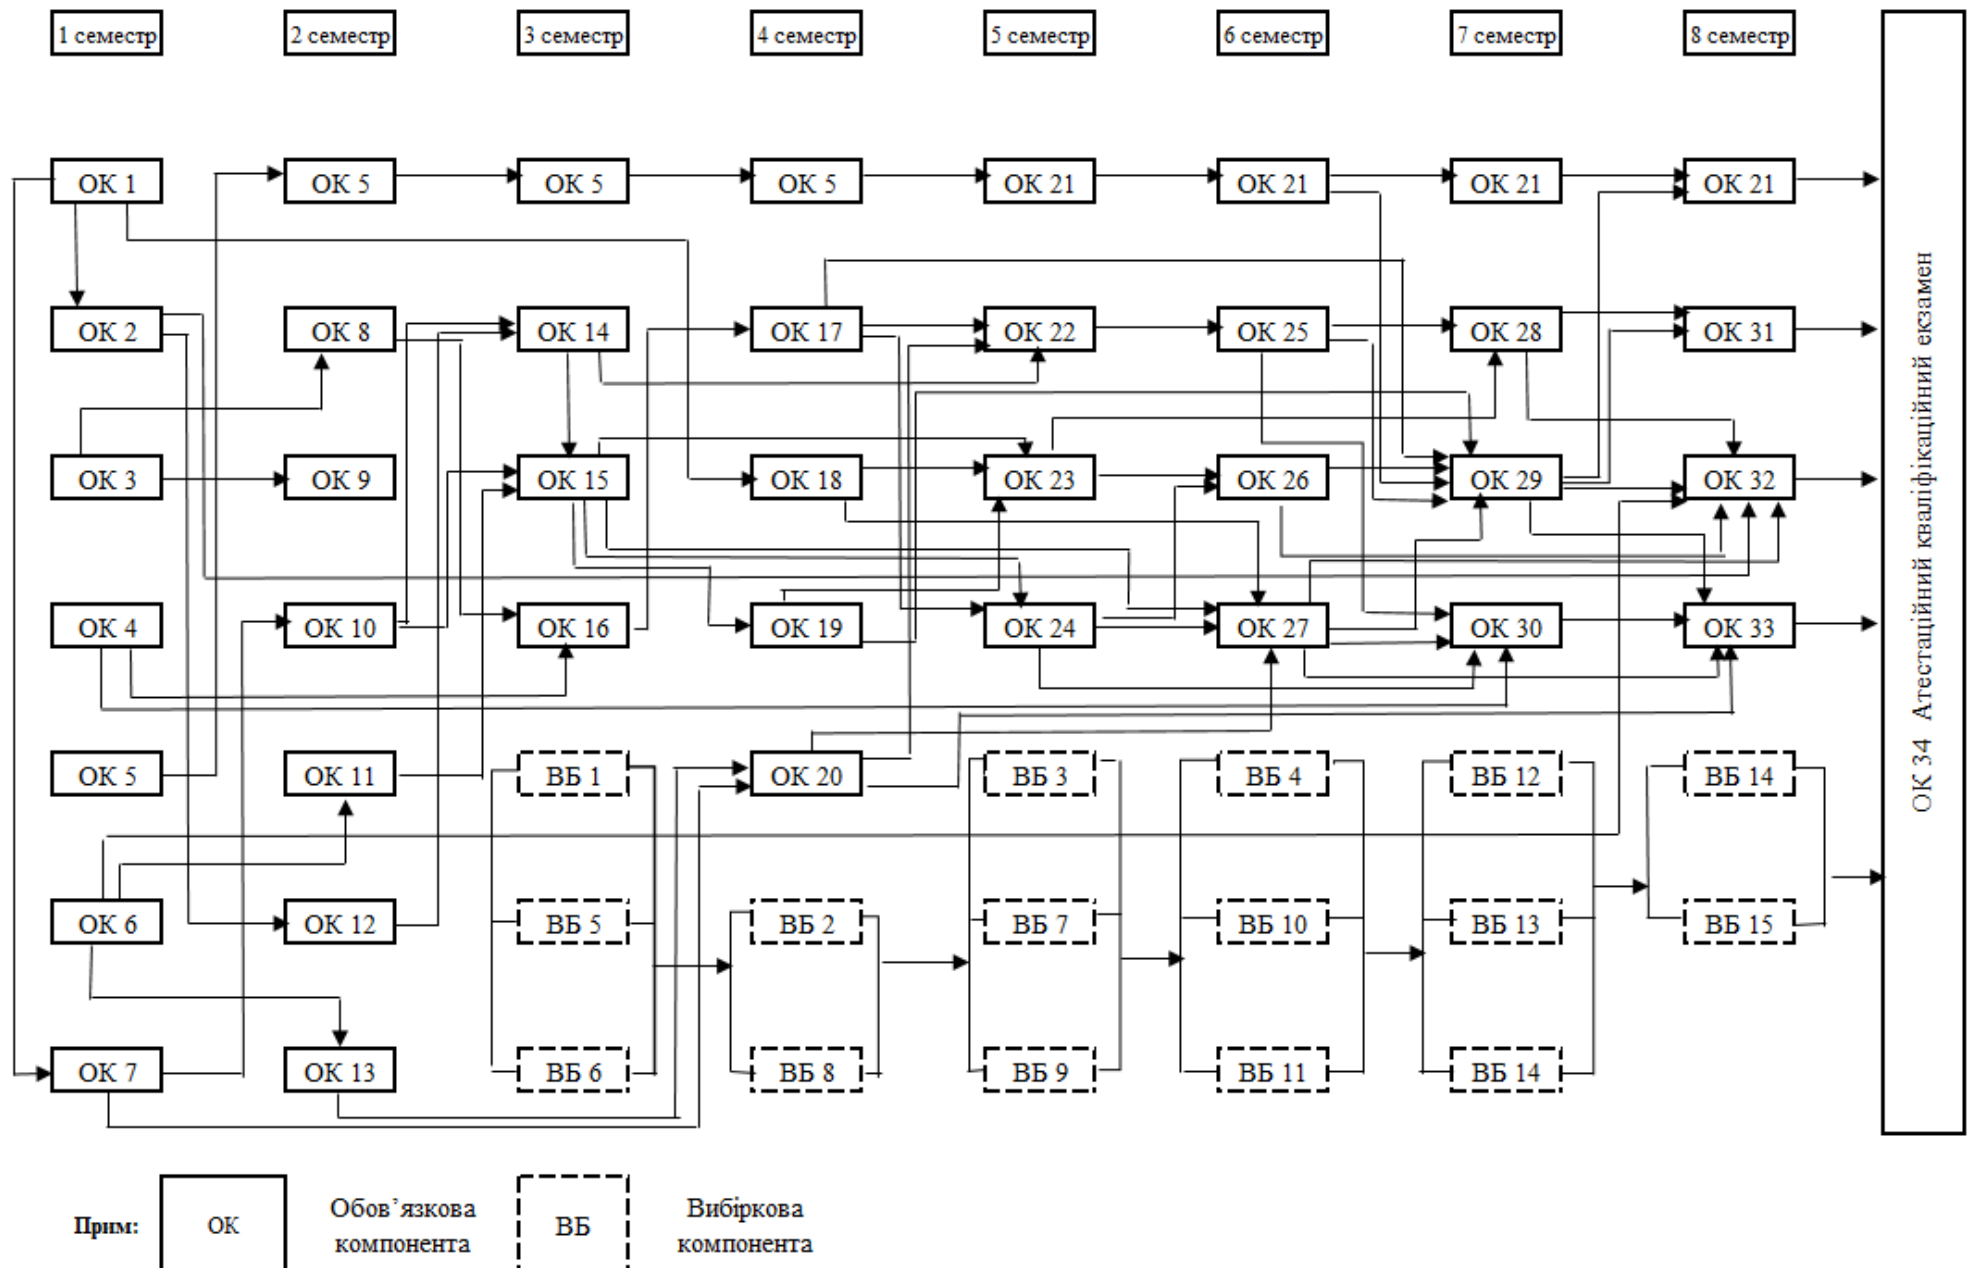 1 семестр
2 семестр
3 семестр
4 семестр
5 семестр
6 семестр
7 семестр
8 семестр
ОК 1
ОК 5
ОК 5
ОК 5
ОК 21
ОК 21
ОК 21
ОК 21
ОК 2
ОК 8
ОК 14
ОК 17
ОК 22
ОК 25
ОК 28
ОК 31
ОК 3
ОК 9
ОК 15
ОК 18
ОК 23
ОК 26
ОК 29
ОК 32
ОК 4
ОК 10
ОК 16
ОК 19
ОК 24
ОК 27
ОК 30
ОК 33
ОК 5
ОК 11
ВБ 1
ОК 20
ВБ 3
ВБ 4
ВБ 12
ВБ 14
ОК 6
ОК 12
ВБ 5
ВБ 2
ВБ 7
ВБ 10
ВБ 13
ВБ 15
ОК 7
ОК 13
ВБ 6
ВБ 8
ВБ 9
ВБ 11
ВБ 14
ОК 34 Атестаційний кваліфікаційний екзамен
Прим:
ОК
Обов’язкова
компонента
ВБ
Вибіркова
компонента